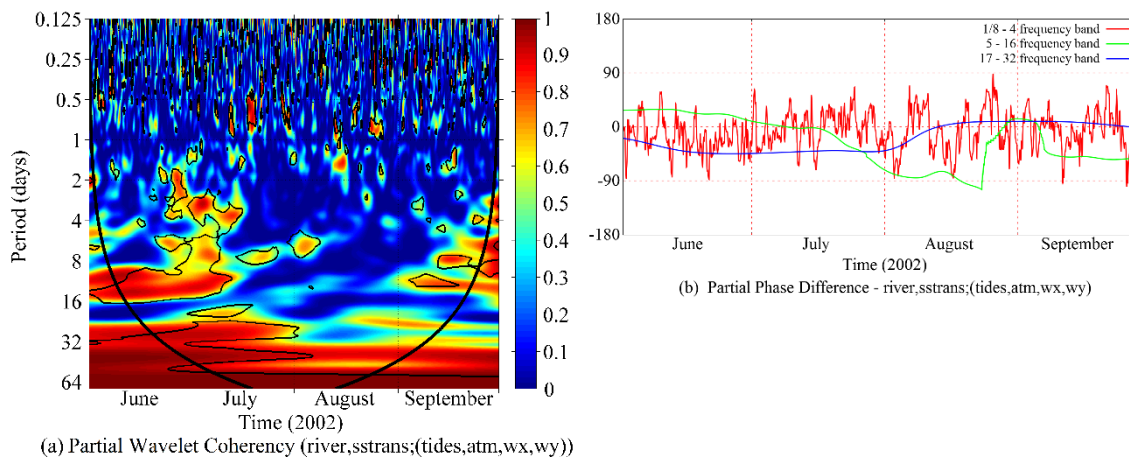 0.125
0.25
0.5
1
2
4
8
16
32
64
Period (days)
1
0.9
0.8
0.7
0.6
0.5
0.4
0.3
0.2
0.1
0
June July August September
Time (2002)
(a) Partial Wavelet Coherency (river,sstrans;(tides,atm,wx,wy))
180
90
0
-90
-180
1/8 - 4 frequency band
5 - 16 frequency band
17 - 32 frequency band
June July August September
Time (2002)
(b) Partial Phase Difference - river,sstrans;(tides,atm,wx,wy)